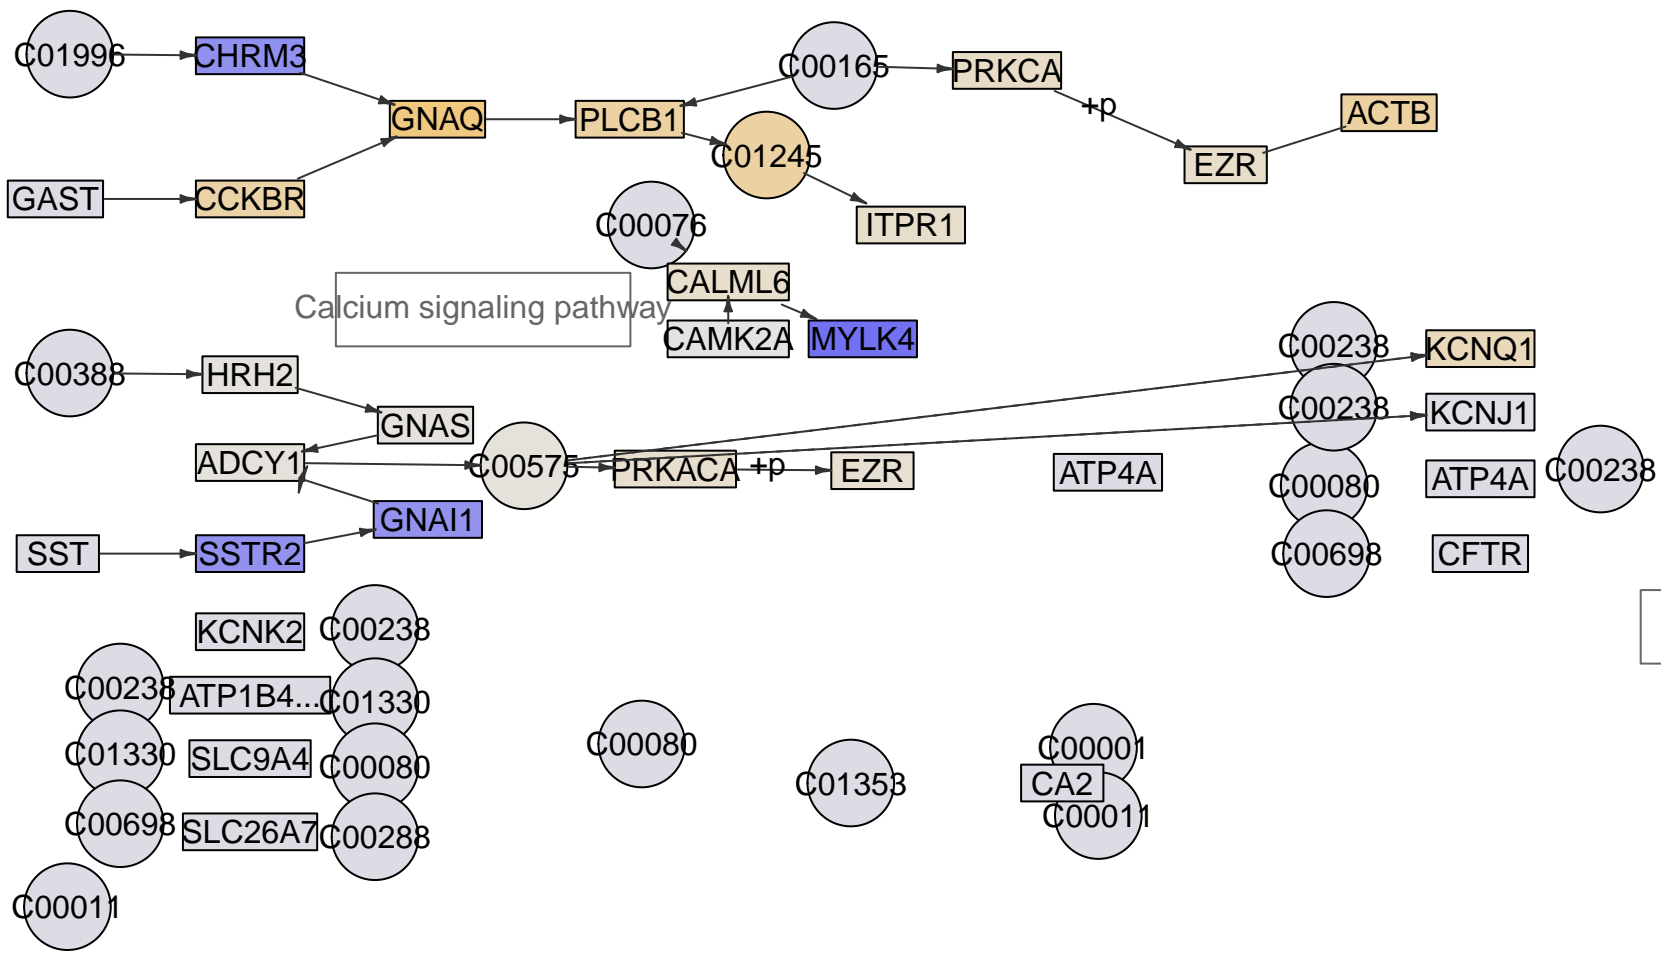 C01996
CHRM3
C00165
PRKCA
+p
ACTB
GNAQ
PLCB1
C01245
EZR
GAST
CCKBR
C00076
ITPR1
CALML6
Calcium signaling pathway
CAMK2A
MYLK4
C00238
KCNQ1
C00388
HRH2
C00238
KCNJ1
GNAS
ADCY1
C00575
PRKACA
+p
EZR
ATP4A
C00080
ATP4A
C00238
GNAI1
SST
SSTR2
C00698
CFTR
KCNK2
C00238
C00238
ATP1B4...
C01330
C01330
SLC9A4
C00080
C00080
C01353
C00001
CA2
C00011
C00698
SLC26A7
C00288
C00011